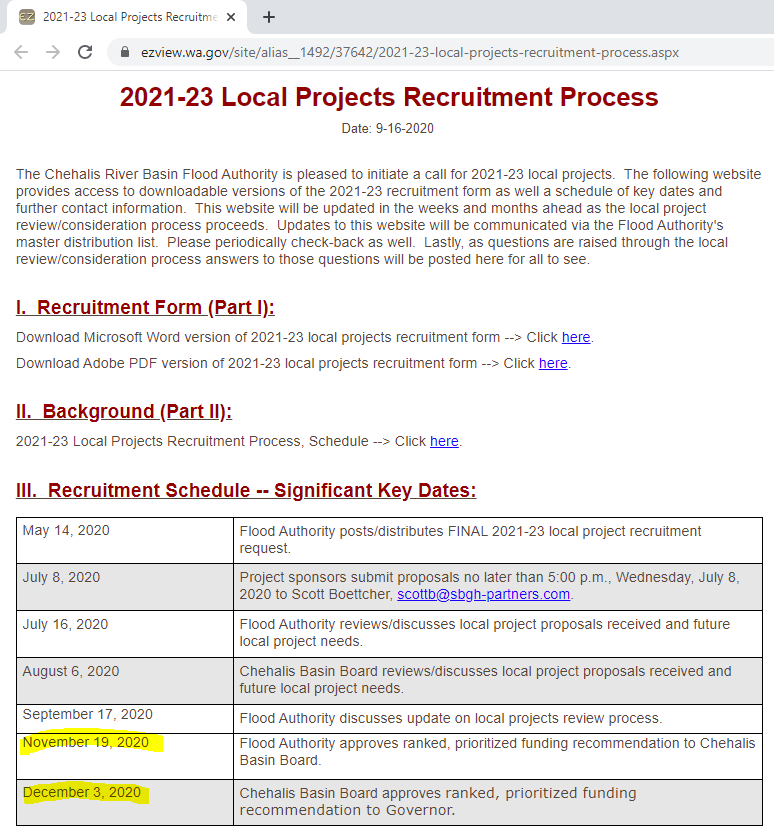 2021-23 Local Projects Recruitme
ezview.wa.gov/site/alias__1492/37642/2021-23-local-projects-recruitment-process.aspx
2021-23 Local Projects Recruitment Process
Date: 9-16-2020
The Chehalis River Basin Flood Authority is pleased to initiate a call for 2021-23 local projects. The following website
provides access to downloadable versions of the 2021-23 recruitment form as well a schedule of key dates and
further contact information. This website will be updated in the weeks and months ahead as the local project
review/consideration process proceeds. Updates to this website will be communicated via the Flood Authority's
master distribution list. Please periodically check-back as well. Lastly, as questions are raised through the local
review/consideration process answers to those questions will be posted here for all to see.
I. Recruitment Form (Part I):
Download Microsoft Word version of 2021-23 local projects recruitment form --> Click here.
Download Adobe PDF version of 2021-23 local projects recruitment form --> Click here.
II. Background (Part II):
2021-23 Local Projects Recruitment Process, Schedule --> Click here.
III. Recruitment Schedule -- Significant Key Dates:
May 14, 2020
Flood Authority posts/distributes FINAL 2021-23 local project recruitment
request.
July 8, 2020
Project sponsors submit proposals no later than 5:00 p.m., Wednesday, July 8,
2020 to Scott Boettcher, scottb@sbgh-partners.com.
July 16, 2020
Flood Authority reviews/discusses local project proposals received and future
local project needs.
August 6, 2020
Chehalis Basin Board reviews/discusses local project proposals received and
future local project needs.
September 17, 2020
Flood Authority discusses update on local projects review process.
November 19, 2020
Flood Authority approves ranked, prioritized funding recommendation to Chehalis
Basin Board.
December 3, 2020
Chehalis Basin Board approves ranked, prioritized funding
recommendation to Governor.